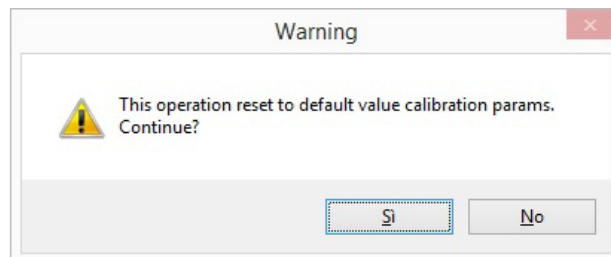 Warning
This operation reset to default value calibration params.
Continue?
Sì
No